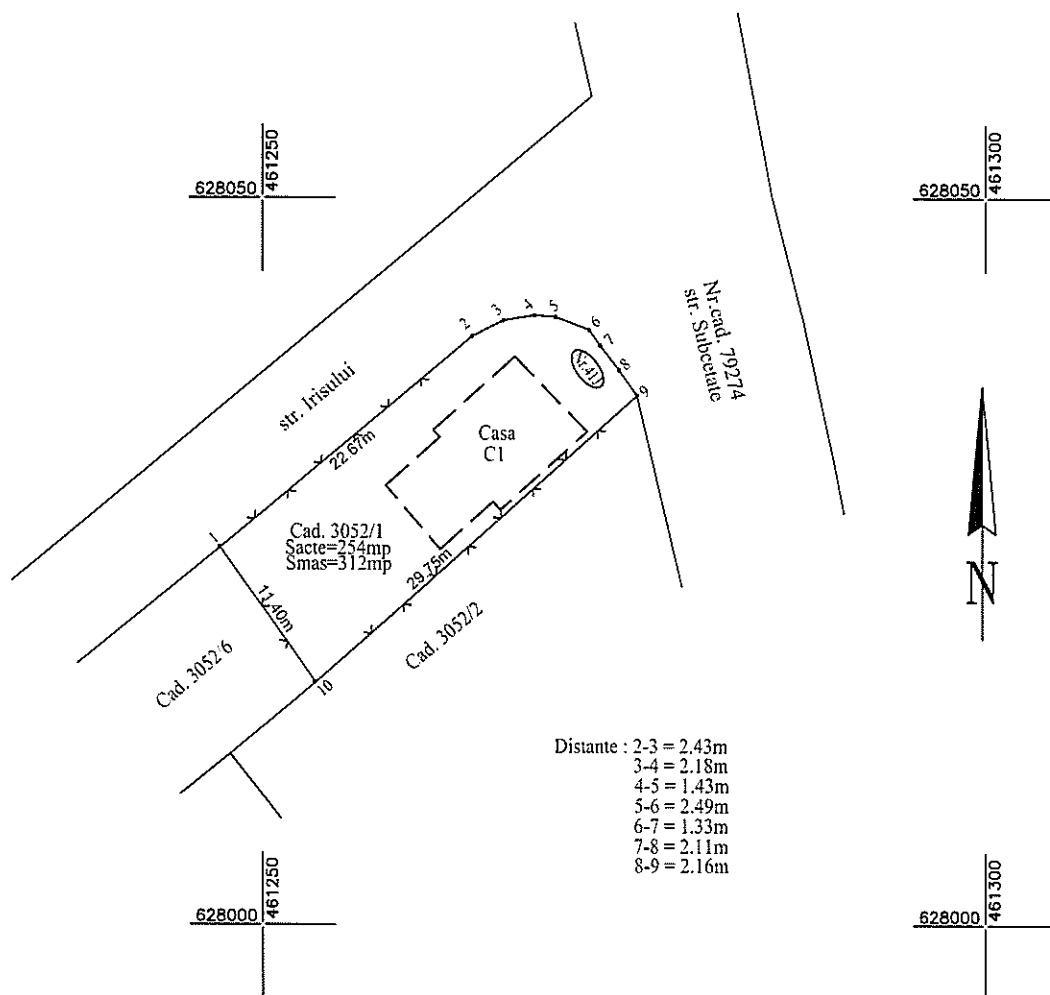 461250
628050
461300
628050
Nr.cad. 79274
str. Subcetate
2
3
4
5
6
7
8
9
Nr.41J
str. Irisului
22.67m
Casa
C1
1
Cad. 3052/1
Sacte=254mp
Smas=312mp
29.75m
11.40m
Cad. 3052/2
Cad. 3052/6
10
N
Distante : 2-3 = 2.43m
3-4 = 2.18m
4-5 = 1.43m
5-6 = 2.49m
6-7 = 1.33m
7-8 = 2.11m
8-9 = 2.16m
461250
628000
461300
628000